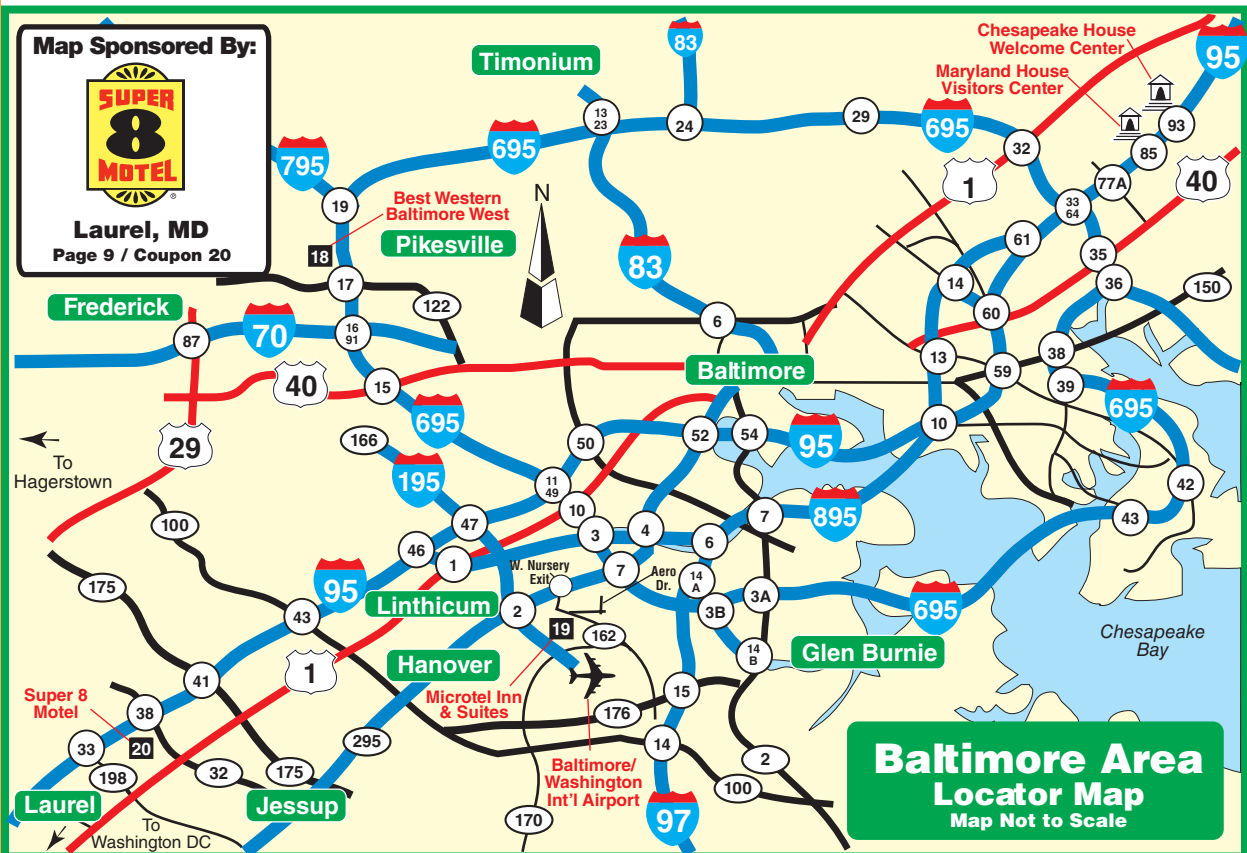 Map Sponsored By:
SUPER
8
MOTEL
®
Laurel, MD
Page 9 / Coupon 20
Timonium
83
Chesapeake House
Welcome Center
Maryland House
Visitors Center
95
13
23
24
29
695
32
93
85
795
695
19
1
77A
40
33
64
Best Western
Baltimore West
N
18
Pikesville
83
61
35
17
14
36
150
Frederick
122
60
6
87
70
16
91
13
38
Baltimore
59
40
15
39
695
695
10
29
166
50
52
54
95
To
Hagerstown
195
11
49
42
10
7
895
43
100
47
3
4
6
46
1
W. Nursery
Exit
7
Aero
Dr.
14
A
175
95
Linthicum
2
3B
3A
695
43
19
162
Chesapeake
Bay
14
B
Glen Burnie
Hanover
1
41
Microtel Inn
& Suites
15
Super 8
Motel
38
176
20
33
295
14
2
198
32
175
Baltimore/
Washington
Int'l Airport
100
Baltimore Area
Locator Map
Map Not to Scale
Laurel
Jessup
To
Washington DC
170
97